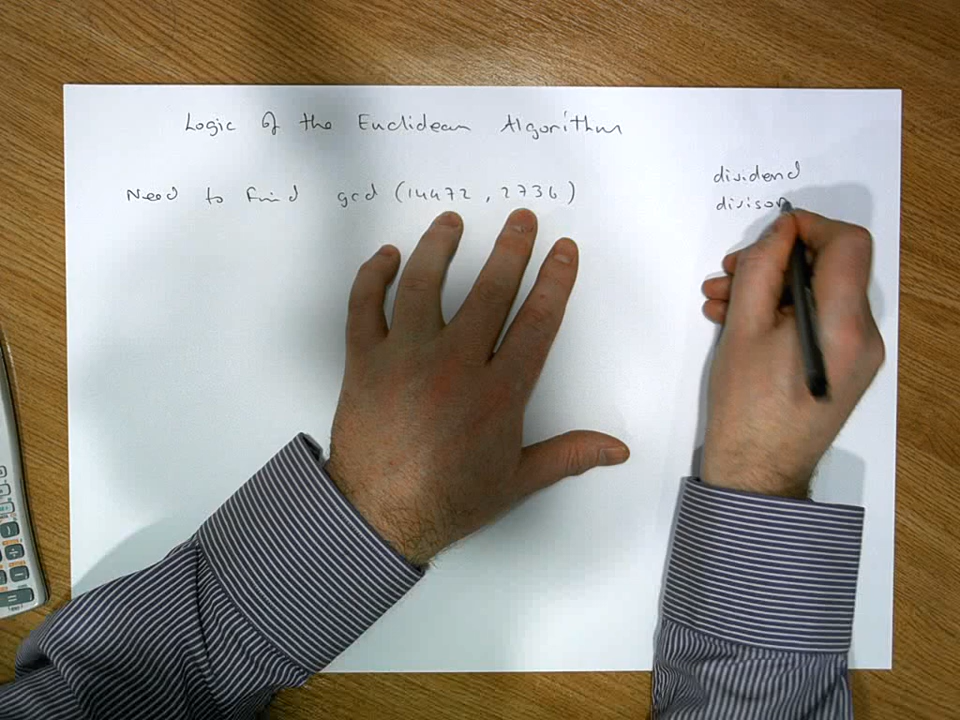 Logic of the Euclidean Algorithm
Need to find gcd (14472, 2736)
dividend
divisor